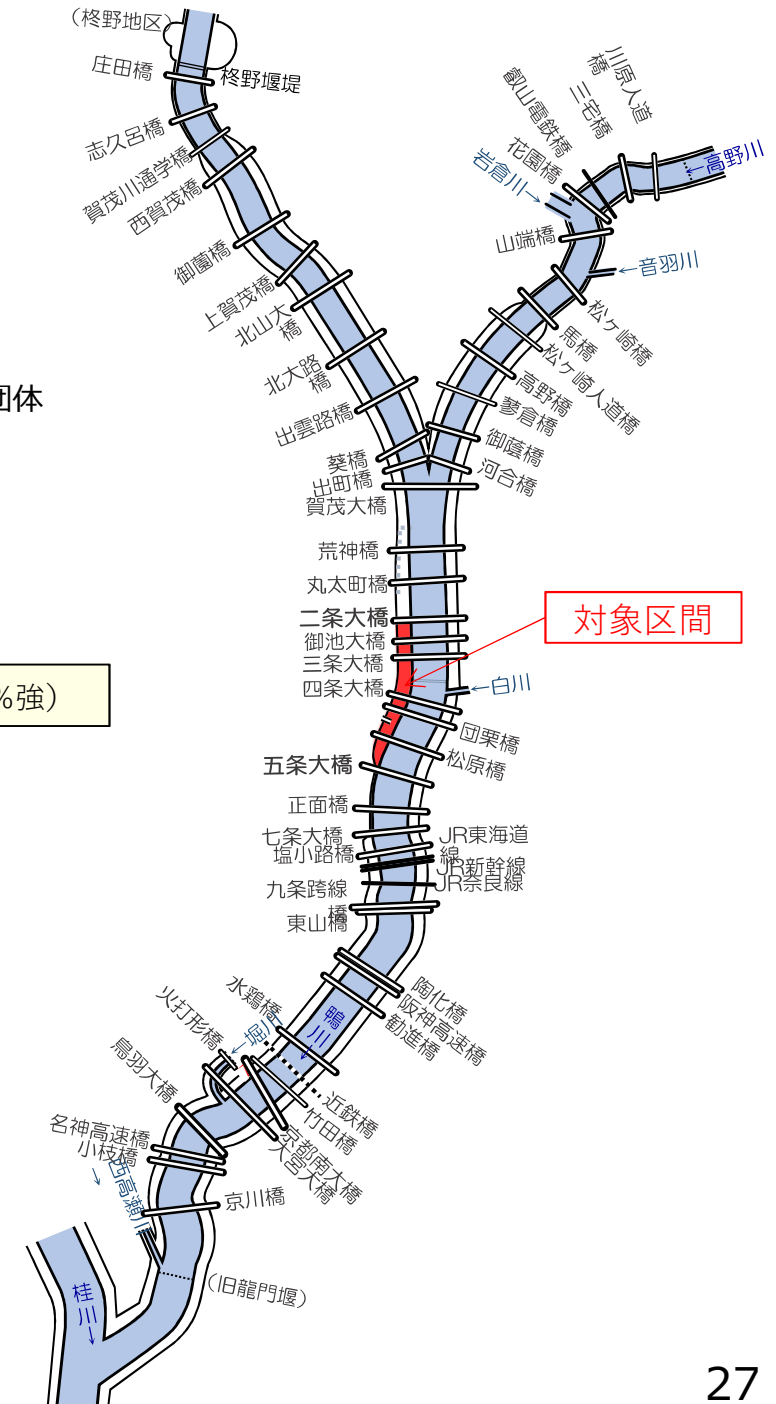 (柊野地区)
庄田橋
柊野堰堤
志久呂橋
賀茂川通学橋
西賀茂橋
御薗橋
上賀茂橋
北山大
橋
北大路
橋
出雲路橋
葵橋
出町橋
賀茂大橋
川原人道
橋
三宅橋
叡山電鉄橋
花園橋
岩倉川→
←高野川
山端橋
←音羽川
松ヶ崎橋
馬橋
松ヶ崎人道橋
高野橋
蓼倉橋
御蔭橋
河合橋
団体
荒神橋
丸太町橋
二条大橋
御池大橋
三条大橋
四条大橋
対象区間
←白川
%強)
団栗橋
松原橋
五条大橋
正面橋
七条大橋
塩小路橋
JR東海道
線
JR新幹線
JR奈良線
九条跨線
橋
東山橋
陶化橋
阪神高速橋
勧進橋
水鶏橋
鴨川→
火打形橋
←堀川
鳥羽大橋
近鉄橋
竹田橋
京都南大橋
大宮大橋
名神高速橋
小枝橋
西高瀬川
→
京川橋
(旧龍門堰)
桂川→
27